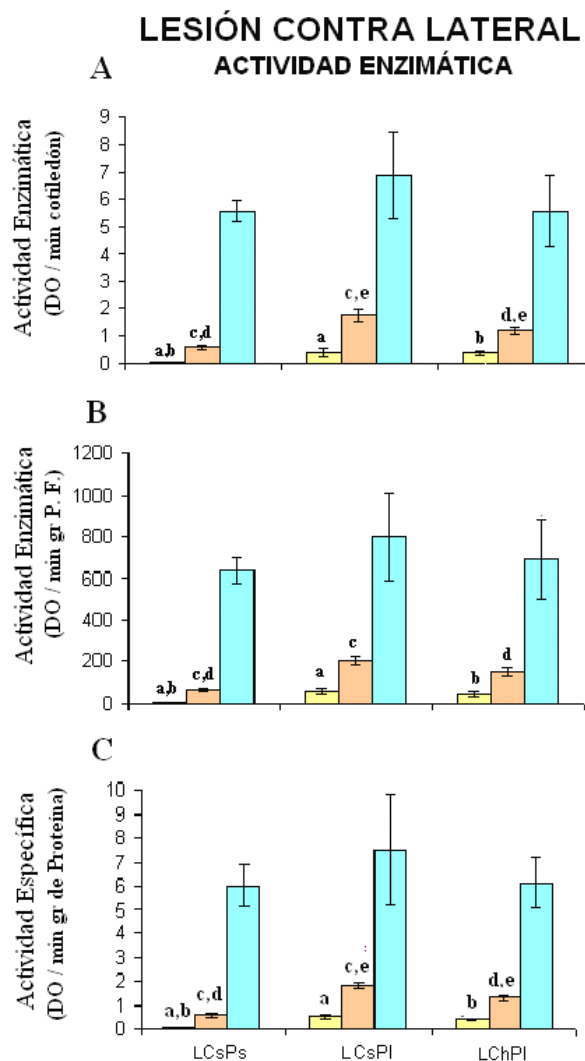 LESIÓN CONTRA LATERAL
ACTIVIDAD ENZIMÁTICA
A
Actividad Enzimática
(DO / min cotiledón)
9
8
7
6
5
4
3
2
1
0
a,b
c,d
a
c,e
b
d,e
B
Actividad Enzimática
(DO / min gr P. F.)
1200
1000
800
600
400
200
0
a,b
c,d
a
c
b
d
C
Actividad Específica
(DO / min gr de Proteína)
10
9
8
7
6
5
4
3
2
1
0
a,b
c,d
a
c,e
b
d,e
LCsPs
LCsPl
LChPl